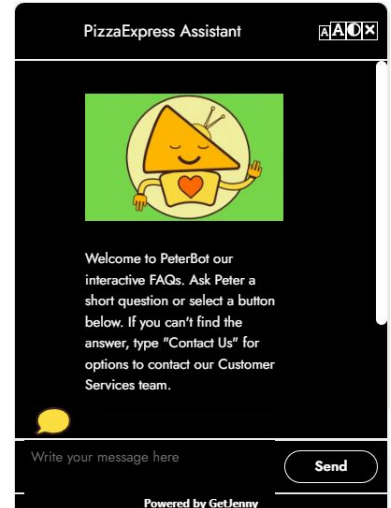 PizzaExpress Assistant
A A
Welcome to PeterBot our
interactive FAQs. Ask Peter a
short question or select a button
below. If you can't find the
answer, type "Contact Us" for
options to contact our Customer
Services team.
Write your message here
Send
Powered by GetJenny